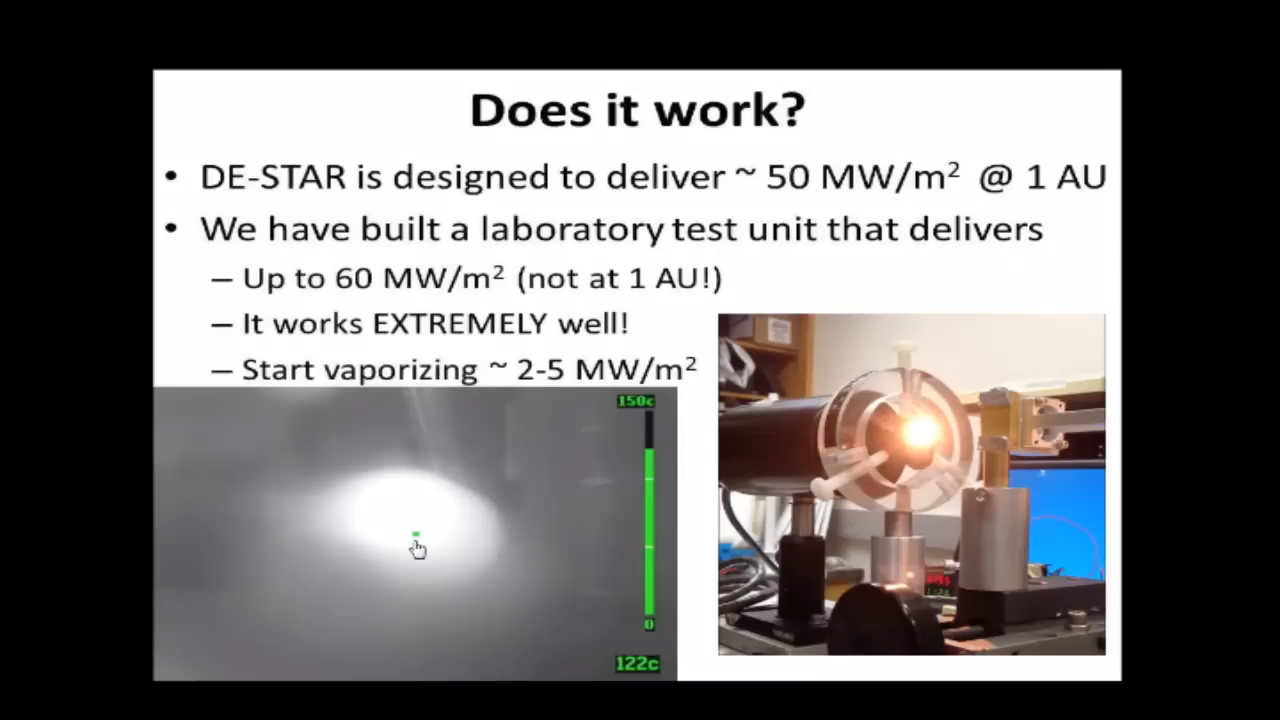 Does it work?
• DE-STAR is designed to deliver ~ 50 MW/m² @ 1 AU
• We have built a laboratory test unit that delivers
– Up to 60 MW/m² (not at 1 AU!)
– It works EXTREMELY well!
– Start vaporizing ~ 2-5 MW/m²
150c
0
122c